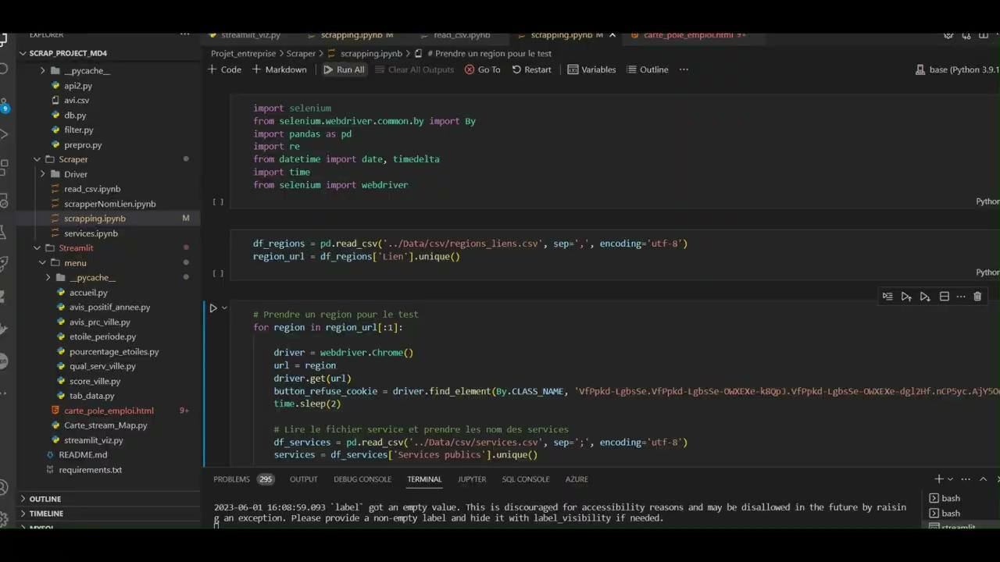 EXPLORER
streamlit_viz.py
scrapping.ipynb M
read_csv.ipynb
scrapping.ipynb M
carte_pole_emploi.html 9+
SCRAP_PROJECT_MD4
Projet_entreprise > Scraper > scrapping.ipynb > # Prendre un region pour le test
+ Code + Markdown Run All Clear All Outputs Go To Restart Variables Outline ... base (Python 3.9.1
__pycache__
api2.py
avi.csv
db.py
filter.py
prepro.py
Scraper
Driver
read_csv.ipynb
scrapperNomLien.ipynb
scrapping.ipynb M
services.ipynb
Streamlit
menu
__pycache__
accueil.py
avis_positif_annee.py
avis_prc_ville.py
etoile_periode.py
pourcentage_etoiles.py
qual_serv_ville.py
score_ville.py
tab_data.py
carte_pole_emploi.html 9+
Carte_stream_Map.py
streamlit_viz.py
README.md
requirements.txt
OUTLINE
TIMELINE
9
import selenium
from selenium.webdriver.common.by import By
import pandas as pd
import re
from datetime import date, timedelta
import time
from selenium import webdriver
[ ]
Python
df_regions = pd.read_csv('../Data/csv/regions_liens.csv', sep=',', encoding='utf-8')
region_url = df_regions['Lien'].unique()
[ ]
Python
# Prendre un region pour le test
for region in region_url[:1]:
driver = webdriver.Chrome()
url = region
driver.get(url)
button_refuse_cookie = driver.find_element(By.CLASS_NAME, 'VfPpkd-LgbsSe.VfPpkd-LgbsSe-OWXEXe-k8QpJ.VfPpkd-LgbsSe-OWXEXe-dgl2Hf.nCP5yc.AjY5O
time.sleep(2)
# Lire le fichier service et prendre les nom des services
df_services = pd.read_csv('../Data/csv/services.csv', sep=';', encoding='utf-8')
services = df_services['Services publics'].unique()
PROBLEMS 295 OUTPUT DEBUG CONSOLE TERMINAL JUPYTER SQL CONSOLE AZURE
2023-06-01 16:08:59.093 `label` got an empty value. This is discouraged for accessibility reasons and may be disallowed in the future by raisin
g an exception. Please provide a non-empty label and hide it with label_visibility if needed.
bash
bash
streamlit